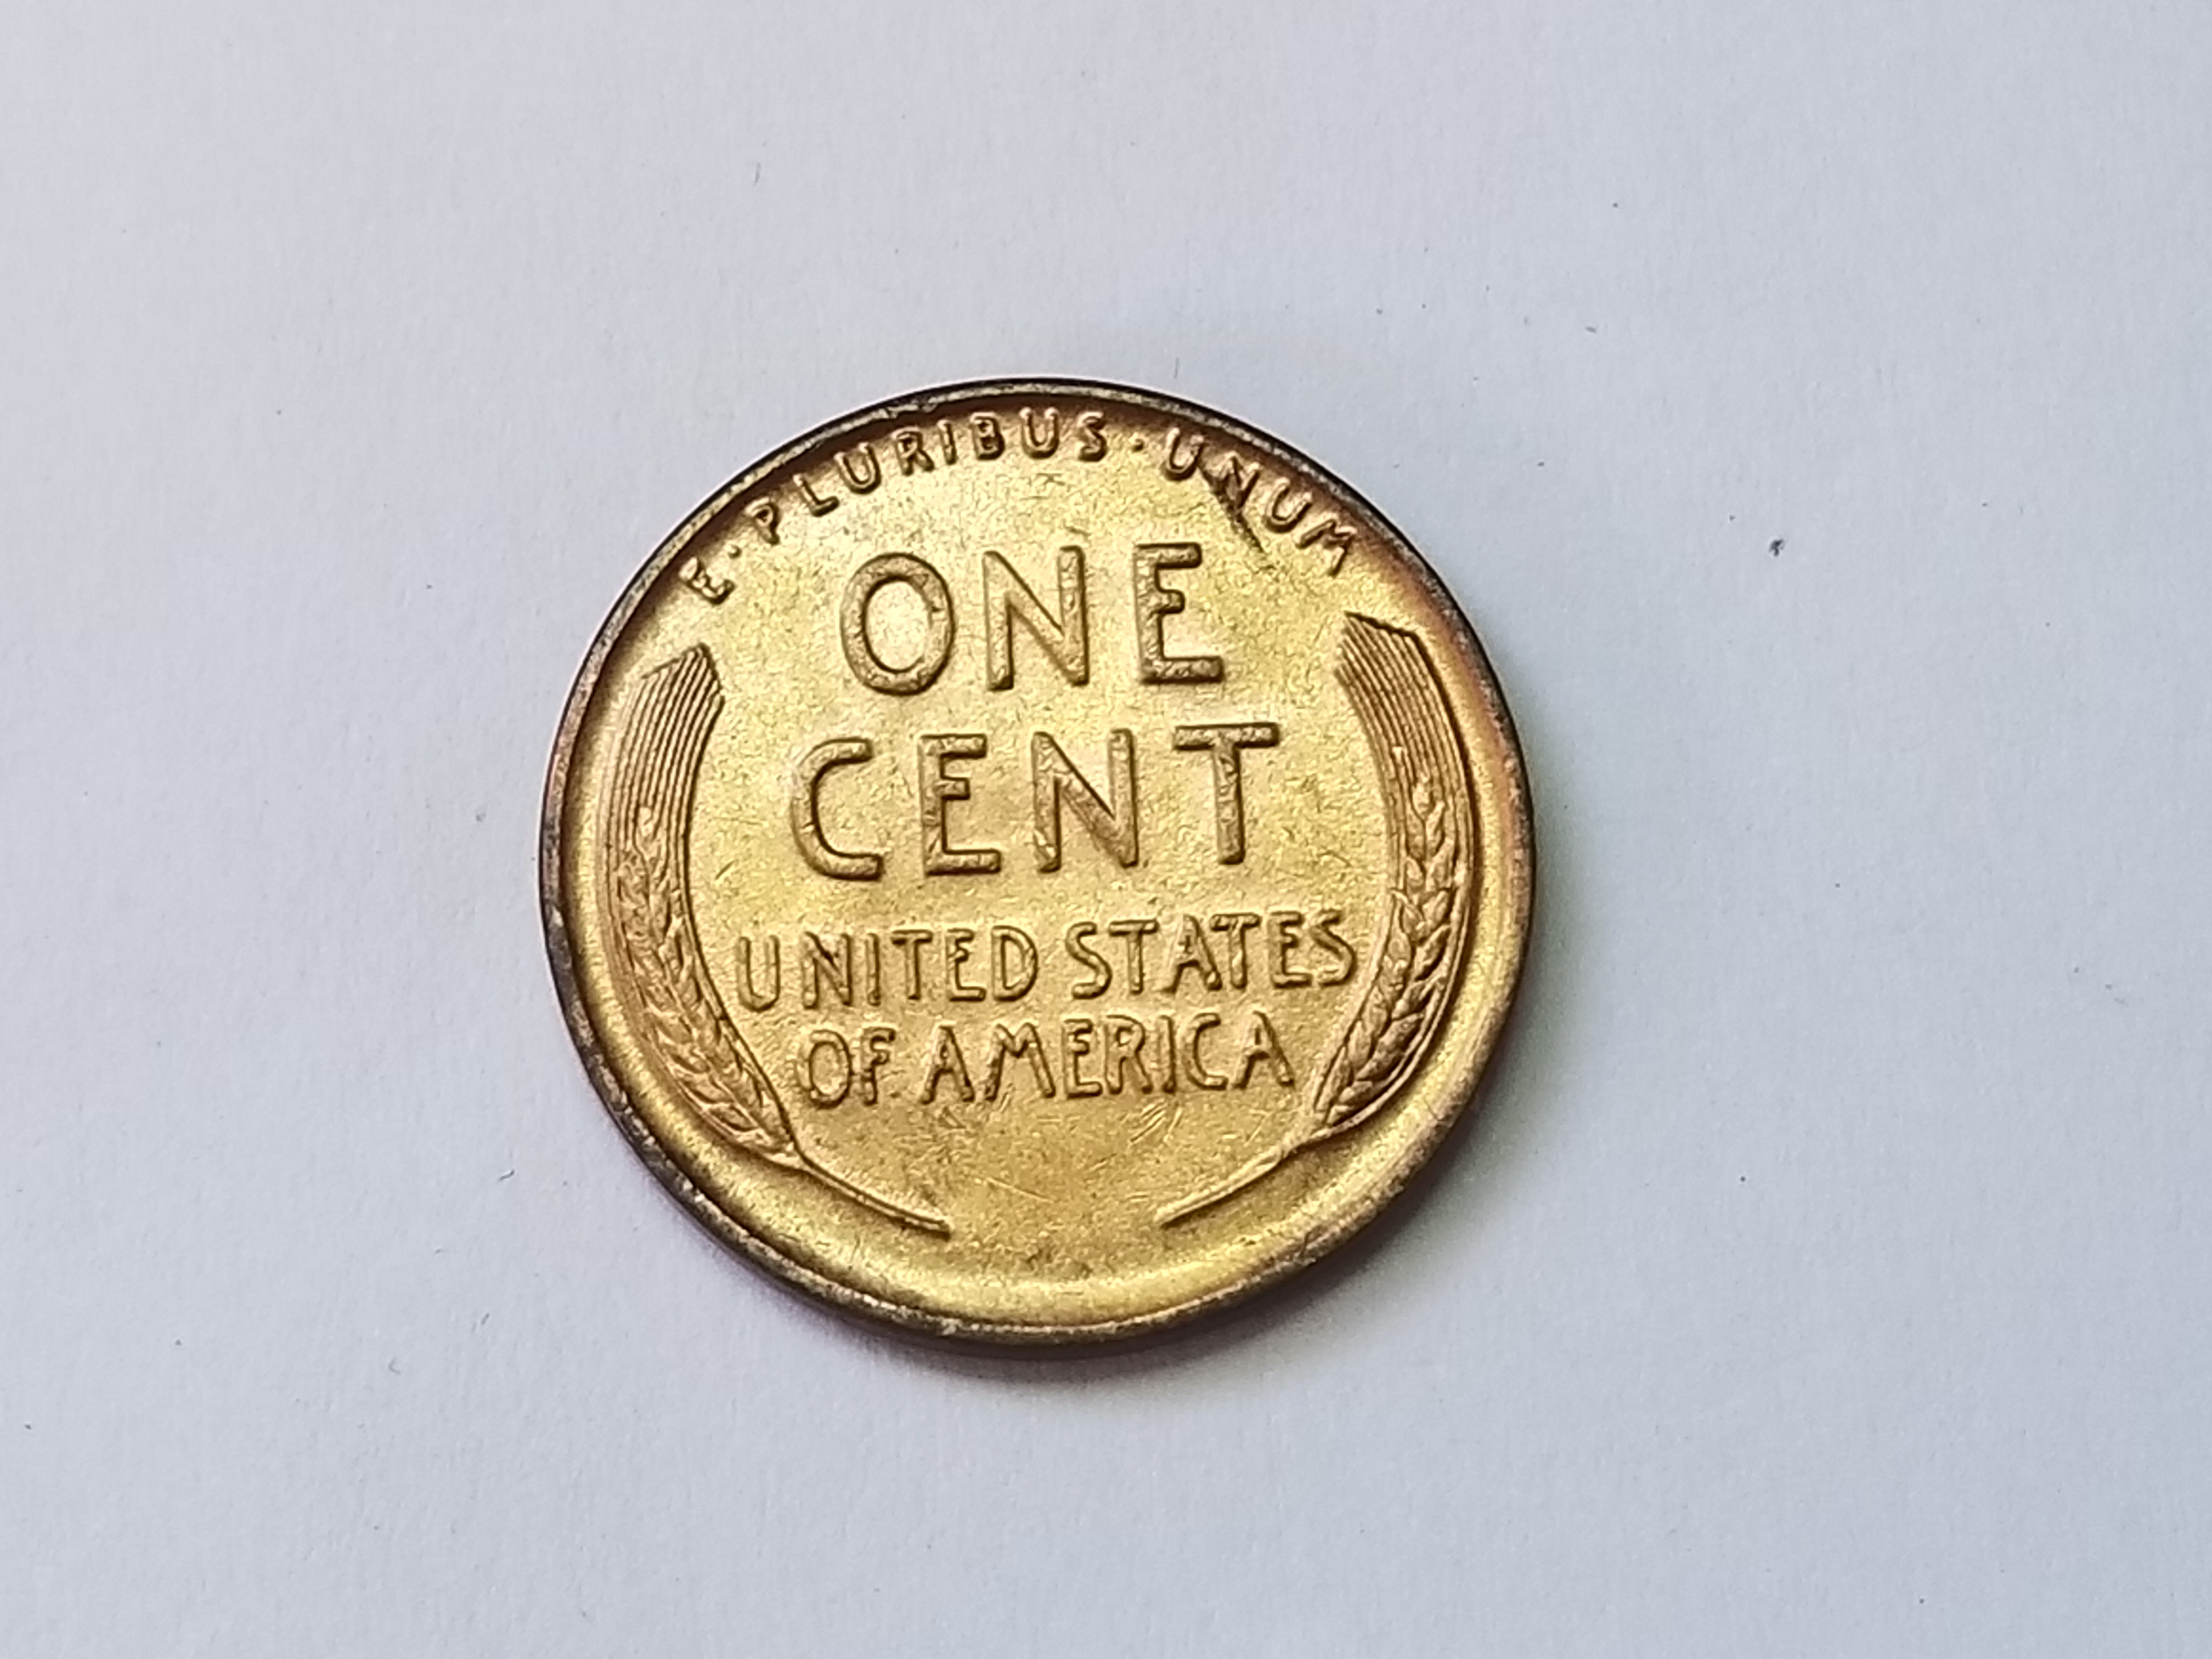 E·PLURIBUS·UNUM
ONE
CENT
UNITED STATES
OF AMERICA